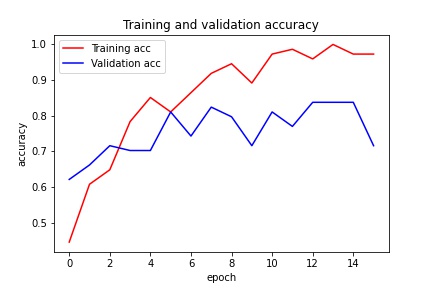 Training and validation accuracy
Training acc
Validation acc
accuracy
1.0
0.9
0.8
0.7
0.6
0.5
0 2 4 6 8 10 12 14
epoch